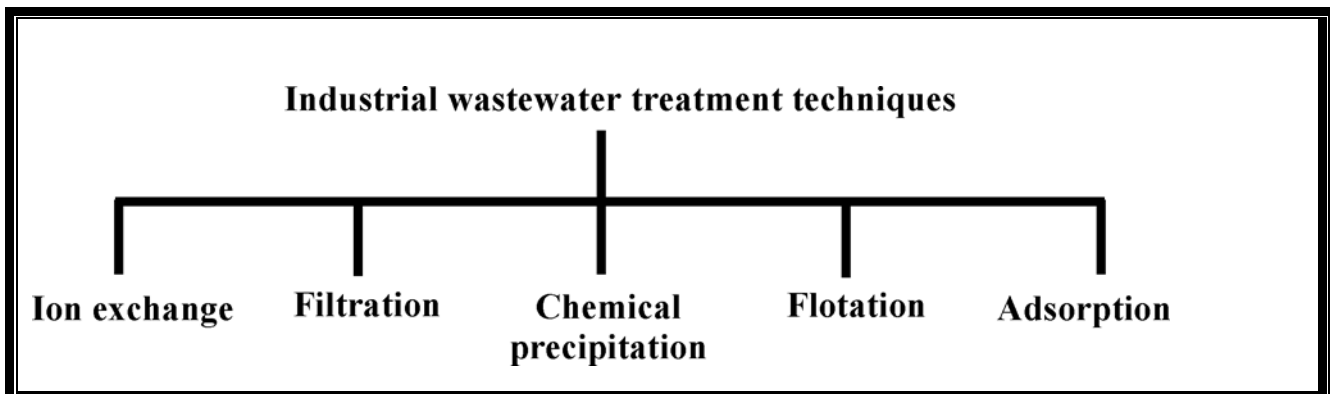 Industrial wastewater treatment techniques
Ion exchange
Filtration
Chemical
precipitation
Flotation
Adsorption